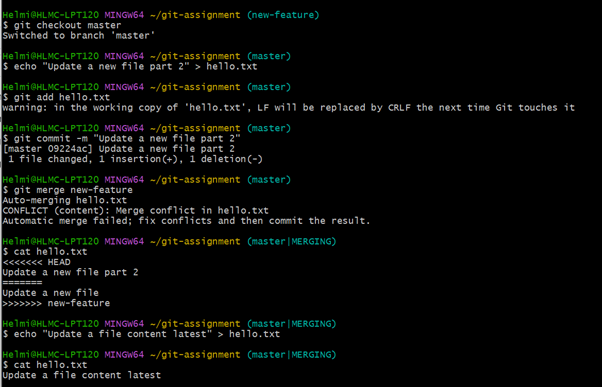 Helmi@HLMC-LPT120 MINGW64 ~/git-assignment (new-feature)
$ git checkout master
Switched to branch 'master'
Helmi@HLMC-LPT120 MINGW64 ~/git-assignment (master)
$ echo "Update a new file part 2" > hello.txt
Helmi@HLMC-LPT120 MINGW64 ~/git-assignment (master)
$ git add hello.txt
warning: in the working copy of 'hello.txt', LF will be replaced by CRLF the next time Git touches it
Helmi@HLMC-LPT120 MINGW64 ~/git-assignment (master)
$ git commit -m "Update a new file part 2"
[master 09224ac] Update a new file part 2
1 file changed, 1 insertion(+), 1 deletion(-)
Helmi@HLMC-LPT120 MINGW64 ~/git-assignment (master)
$ git merge new-feature
Auto-merging hello.txt
CONFLICT (content): Merge conflict in hello.txt
Automatic merge failed; fix conflicts and then commit the result.
Helmi@HLMC-LPT120 MINGW64 ~/git-assignment (master|MERGING)
$ cat hello.txt
<<<<<<< HEAD
Update a new file part 2
=======
Update a new file
>>>>>>> new-feature
Helmi@HLMC-LPT120 MINGW64 ~/git-assignment (master|MERGING)
$ echo "Update a file content latest" > hello.txt
Helmi@HLMC-LPT120 MINGW64 ~/git-assignment (master|MERGING)
$ cat hello.txt
Update a file content latest